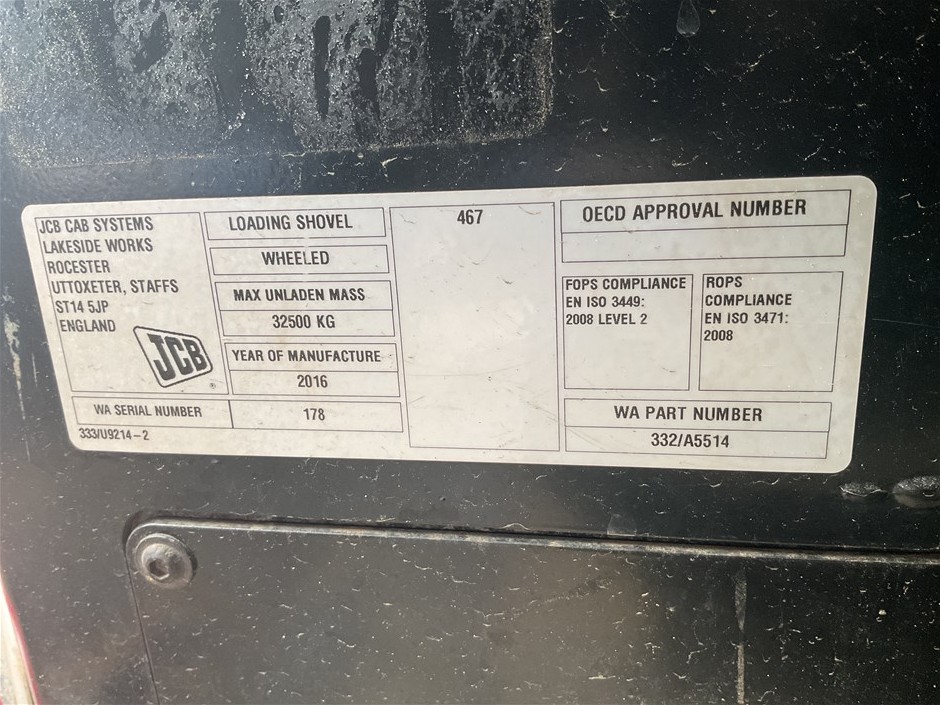 JCB CAB SYSTEMS
LAKESIDE WORKS
ROCESTER
UTTOXETER, STAFFS
ST14 5JP
ENGLAND
JCB
®
WA SERIAL NUMBER
178
333/U9214-2
LOADING SHOVEL
WHEELED
MAX UNLADEN MASS
32500 KG
YEAR OF MANUFACTURE
2016
467
OECD APPROVAL NUMBER
FOPS COMPLIANCE
EN ISO 3449:
2008 LEVEL 2
ROPS
COMPLIANCE
EN ISO 3471:
2008
WA PART NUMBER
332/A5514